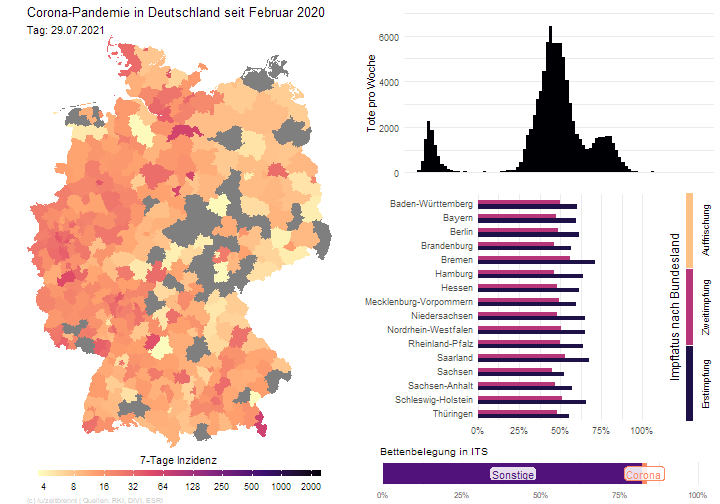 Corona-Pandemie in Deutschland seit Februar 2020
Tag: 29.07.2021
7-Tage Inzidenz
4 8 16 32 64 100 200 500 1000 2000
(c) /u/zeitbrennt | Quellen: RKI, DIVI, ESRI
Tote pro Woche
6000
4000
2000
0
Baden-Württemberg
Bayern
Berlin
Brandenburg
Bremen
Hamburg
Hessen
Mecklenburg-Vorpommern
Niedersachsen
Nordrhein-Westfalen
Rheinland-Pfalz
Saarland
Sachsen
Sachsen-Anhalt
Schleswig-Holstein
Thüringen
0% 25% 50% 75% 100%
Impfstatus nach Bundesland
Auffrischung
Zweitimpfung
Erstimpfung
Bettenbelegung in ITS
Sonstige
Corona
0% 25% 50% 75% 100%